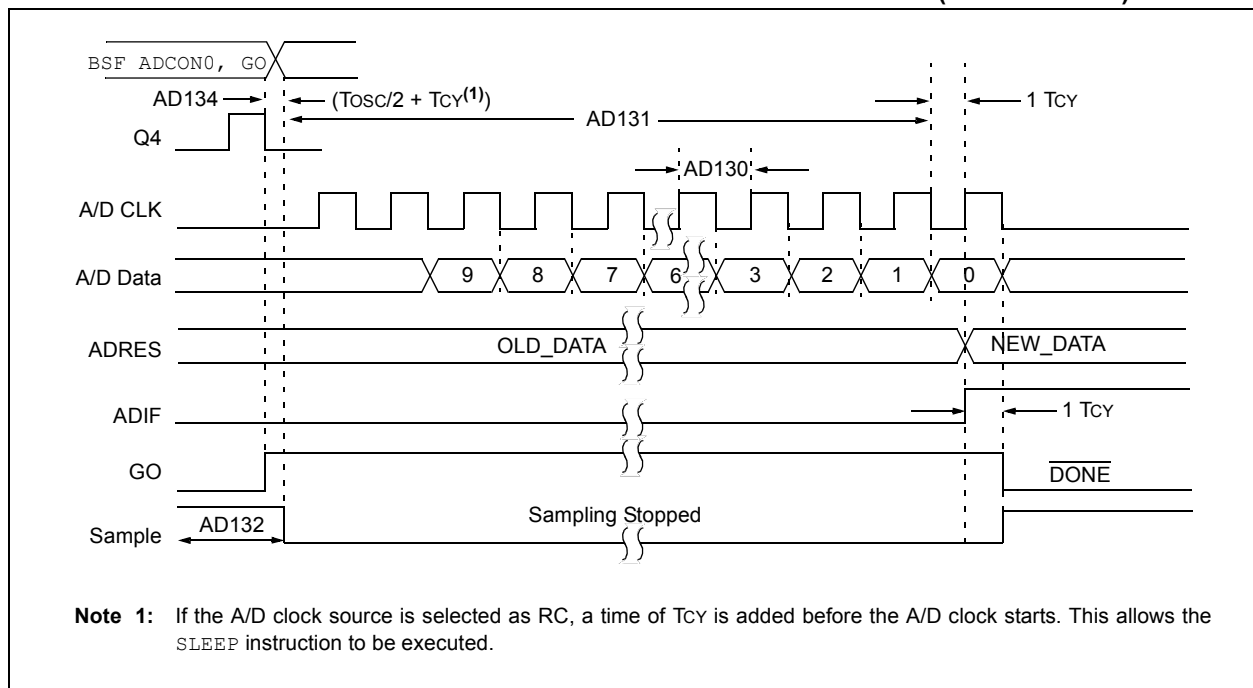 BSF ADCON0, GO
AD134
(TOSC/2 + TCY(1))
1 TCY
AD131
Q4
AD130
A/D CLK
A/D Data
9 8 7 6 3 2 1 0
ADRES
OLD_DATA
NEW_DATA
ADIF
1 TCY
GO
DONE
Sample
AD132
Sampling Stopped
Note 1: If the A/D clock source is selected as RC, a time of TCY is added before the A/D clock starts. This allows the
SLEEP instruction to be executed.